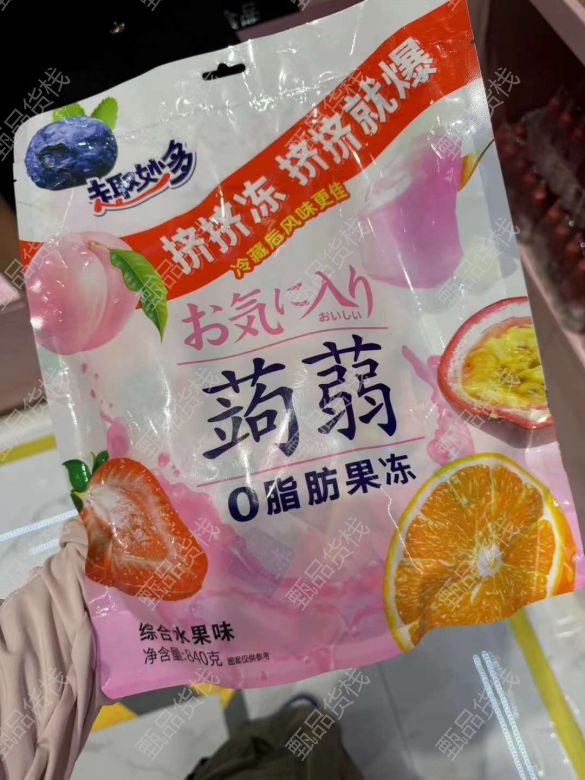 趣妙多
挤挤冻 挤挤就爆
冷藏后风味更佳
お気に入り
おいしい
蒟蒻
0脂肪果冻
综合水果味
净含量:840克 图案仅供参考
甄品货栈